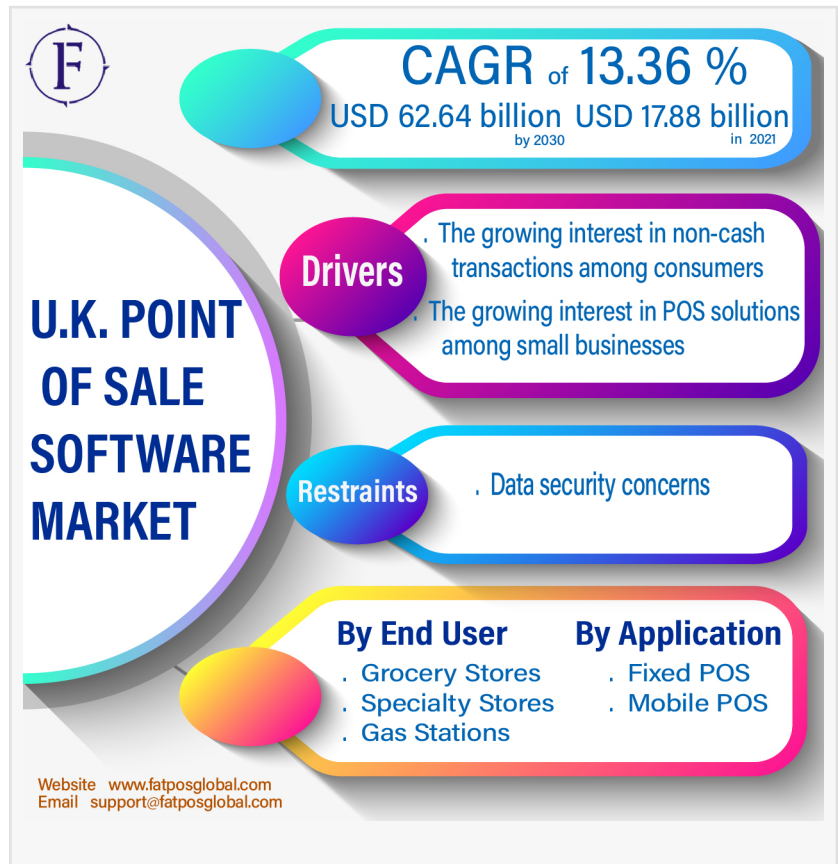 F
CAGR of 13.36 %
USD 62.64 billion USD 17.88 billion
by 2030 in 2021
Drivers
. The growing interest in non-cash
transactions among consumers
. The growing interest in POS solutions
among small businesses
U.K. POINT
OF SALE
SOFTWARE
MARKET
Restraints
. Data security concerns
By End User
. Grocery Stores
. Specialty Stores
. Gas Stations
By Application
. Fixed POS
. Mobile POS
Website www.fatposglobal.com
Email support@fatposglobal.com